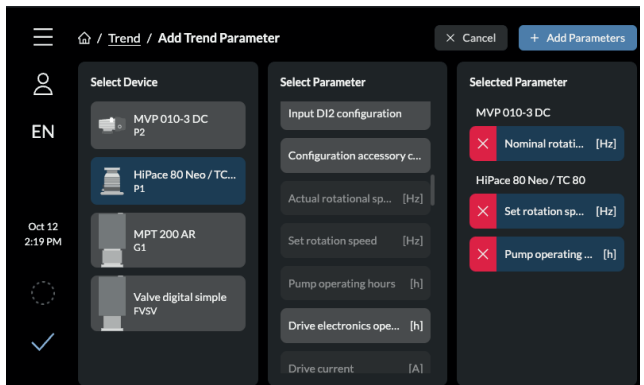 / Trend / Add Trend Parameter
× Cancel
+ Add Parameters
EN
Oct 12
2:19 PM
Select Device
MVP 010-3 DC
P2
HiPace 80 Neo / TC...
P1
MPT 200 AR
G1
Valve digital simple
FVSV
Select Parameter
Input DI2 configuration
Configuration accessory c...
Actual rotational sp... [Hz]
Set rotation speed [Hz]
Pump operating hours [h]
Drive electronics ope... [h]
Drive current [A]
Selected Parameter
MVP 010-3 DC
Nominal rotati... [Hz]
HiPace 80 Neo / TC 80
Set rotation sp... [Hz]
Pump operating ... [h]